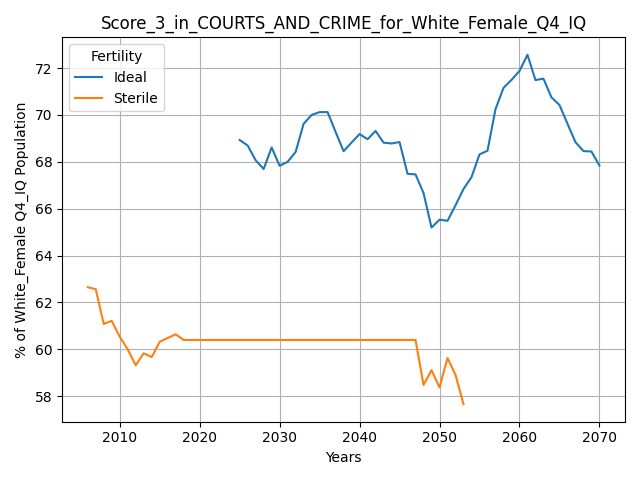 Score_3_in_COURTS_AND_CRIME_for_White_Female_Q4_IQ
Fertility
Ideal
Sterile
% of White_Female Q4_IQ Population
72
70
68
66
64
62
60
58
2010 2020 2030 2040 2050 2060 2070
Years